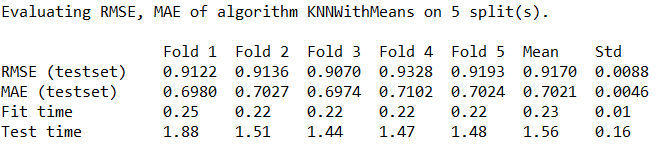 Evaluating RMSE, MAE of algorithm KNNWithMeans on 5 split(s).
Fold 1 Fold 2 Fold 3 Fold 4 Fold 5 Mean Std
RMSE (testset) 0.9122 0.9136 0.9070 0.9328 0.9193 0.9170 0.0088
MAE (testset) 0.6980 0.7027 0.6974 0.7102 0.7024 0.7021 0.0046
Fit time 0.25 0.22 0.22 0.22 0.22 0.23 0.01
Test time 1.88 1.51 1.44 1.47 1.48 1.56 0.16